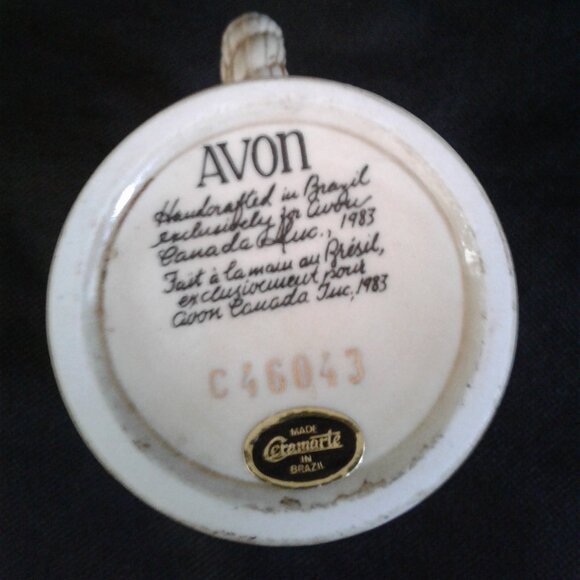 AVON
Handcrafted in Brazil
exclusively for Avon
Canada Inc., 1983
Fait à la main au Brésil,
exclusivement pour
Avon Canada Inc, 1983
C46043
MADE
Ceramarte
IN
BRAZIL